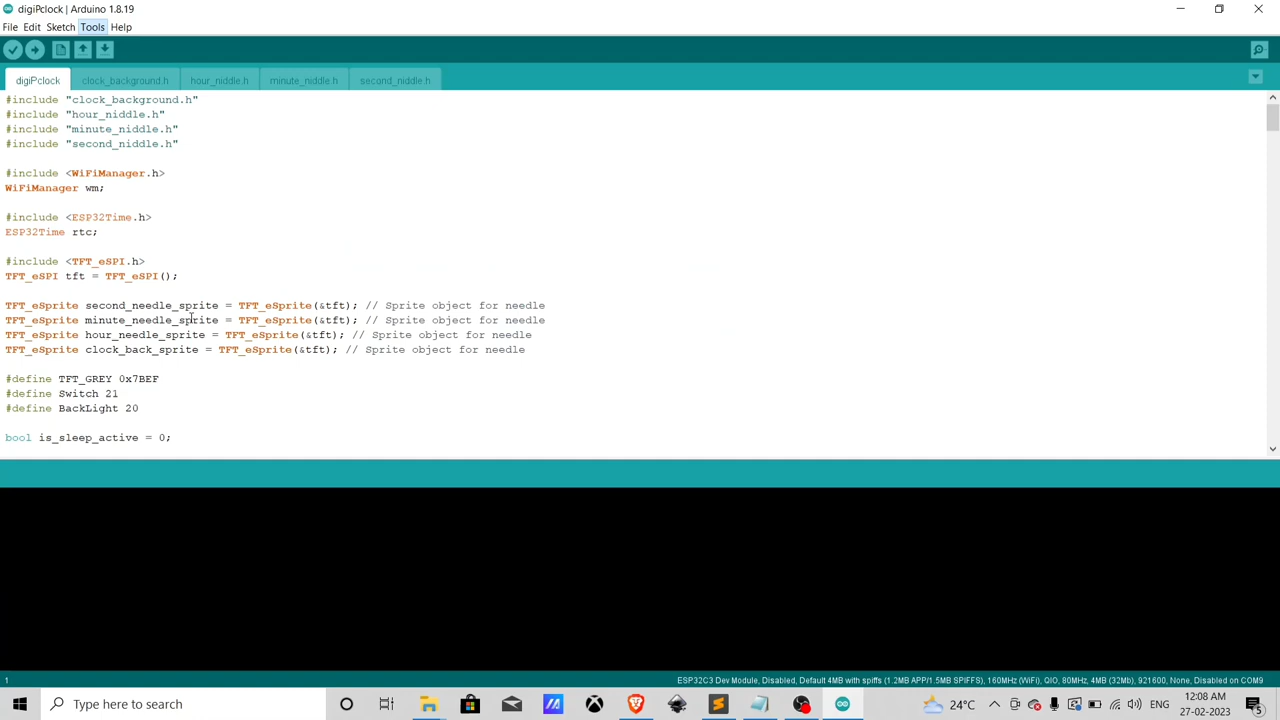 digiPclock | Arduino 1.8.19
File Edit Sketch Tools Help
digiPclock clock_background.h hour_niddle.h minute_niddle.h second_niddle.h
#include "clock_background.h"
#include "hour_niddle.h"
#include "minute_niddle.h"
#include "second_niddle.h"
#include <WiFiManager.h>
WiFiManager wm;
#include <ESP32Time.h>
ESP32Time rtc;
#include <TFT_eSPI.h>
TFT_eSPI tft = TFT_eSPI();
TFT_eSprite second_needle_sprite = TFT_eSprite(&tft); // Sprite object for needle
TFT_eSprite minute_needle_sprite = TFT_eSprite(&tft); // Sprite object for needle
TFT_eSprite hour_needle_sprite = TFT_eSprite(&tft); // Sprite object for needle
TFT_eSprite clock_back_sprite = TFT_eSprite(&tft); // Sprite object for needle
#define TFT_GREY 0x7BEF
#define Switch 21
#define BackLight 20
bool is_sleep_active = 0;
1 ESP32C3 Dev Module, Disabled, Default 4MB with spiffs (1.2MB APP/1.5MB SPIFFS), 160MHz (WiFi), QIO, 80MHz, 4MB (32Mb), 921600, None, Disabled on COM9
Type here to search 24°C ENG 12:08 AM
27-02-2023 5